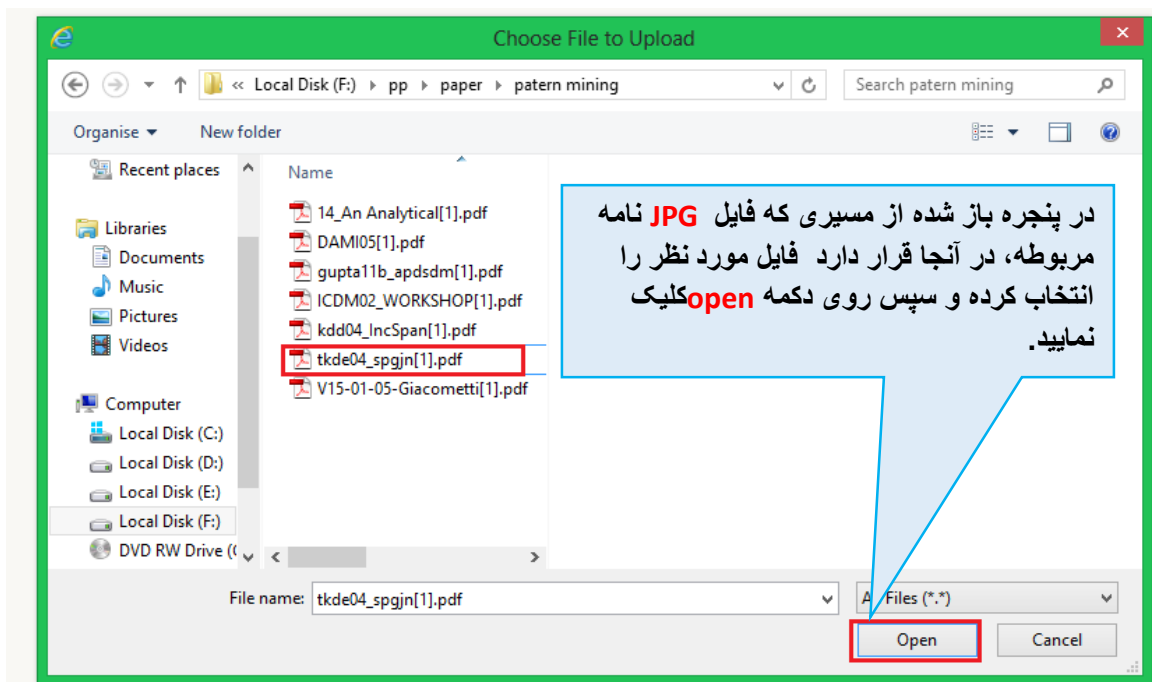 Choose File to Upload
« Local Disk (F:) ▸ pp ▸ paper ▸ patern mining
Search patern mining
Organise
New folder
Recent places
Libraries
Documents
Music
Pictures
Videos
Computer
Local Disk (C:)
Local Disk (D:)
Local Disk (E:)
Local Disk (F:)
DVD RW Drive (
Name
14_An Analytical[1].pdf
DAMI05[1].pdf
gupta11b_apdsdm[1].pdf
ICDM02_WORKSHOP[1].pdf
kdd04_IncSpan[1].pdf
tkde04_spgjn[1].pdf
V15-01-05-Giacometti[1].pdf
در پنجره باز شده از مسیری که فایل JPG نامه
مربوطه، در آنجا قرار دارد فایل مورد نظر را
انتخاب کرده و سپس روی دکمه openکلیک
نمایید.
File name:
tkde04_spgjn[1].pdf
Files (*.*)
Open
Cancel